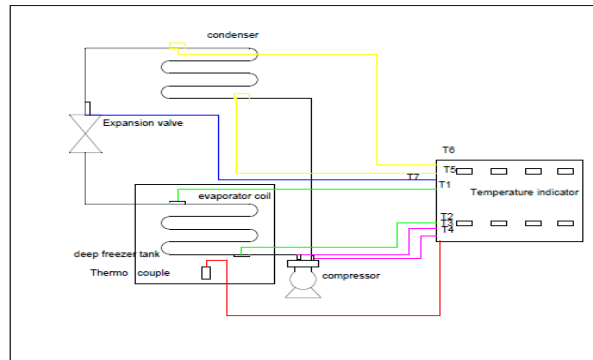 condenser
Expansion valve
T6
T5
T7
T1
Temperature indicator
evaporator coil
T2
T3
T4
deep freezer tank
Thermo couple
compressor